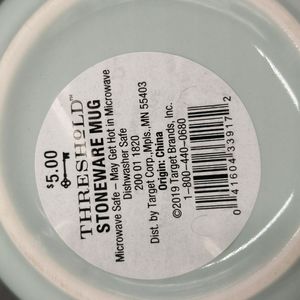 $5.00
THRESHOLD™
STONEWARE MUG
Microwave Safe – May Get Hot in Microwave
Dishwasher Safe
200 01 1820
Dist. by Target Corp., Mpls., MN 55403
Origin: China
©2019 Target Brands, Inc.
1-800-440-0680
0 41604 33917 2